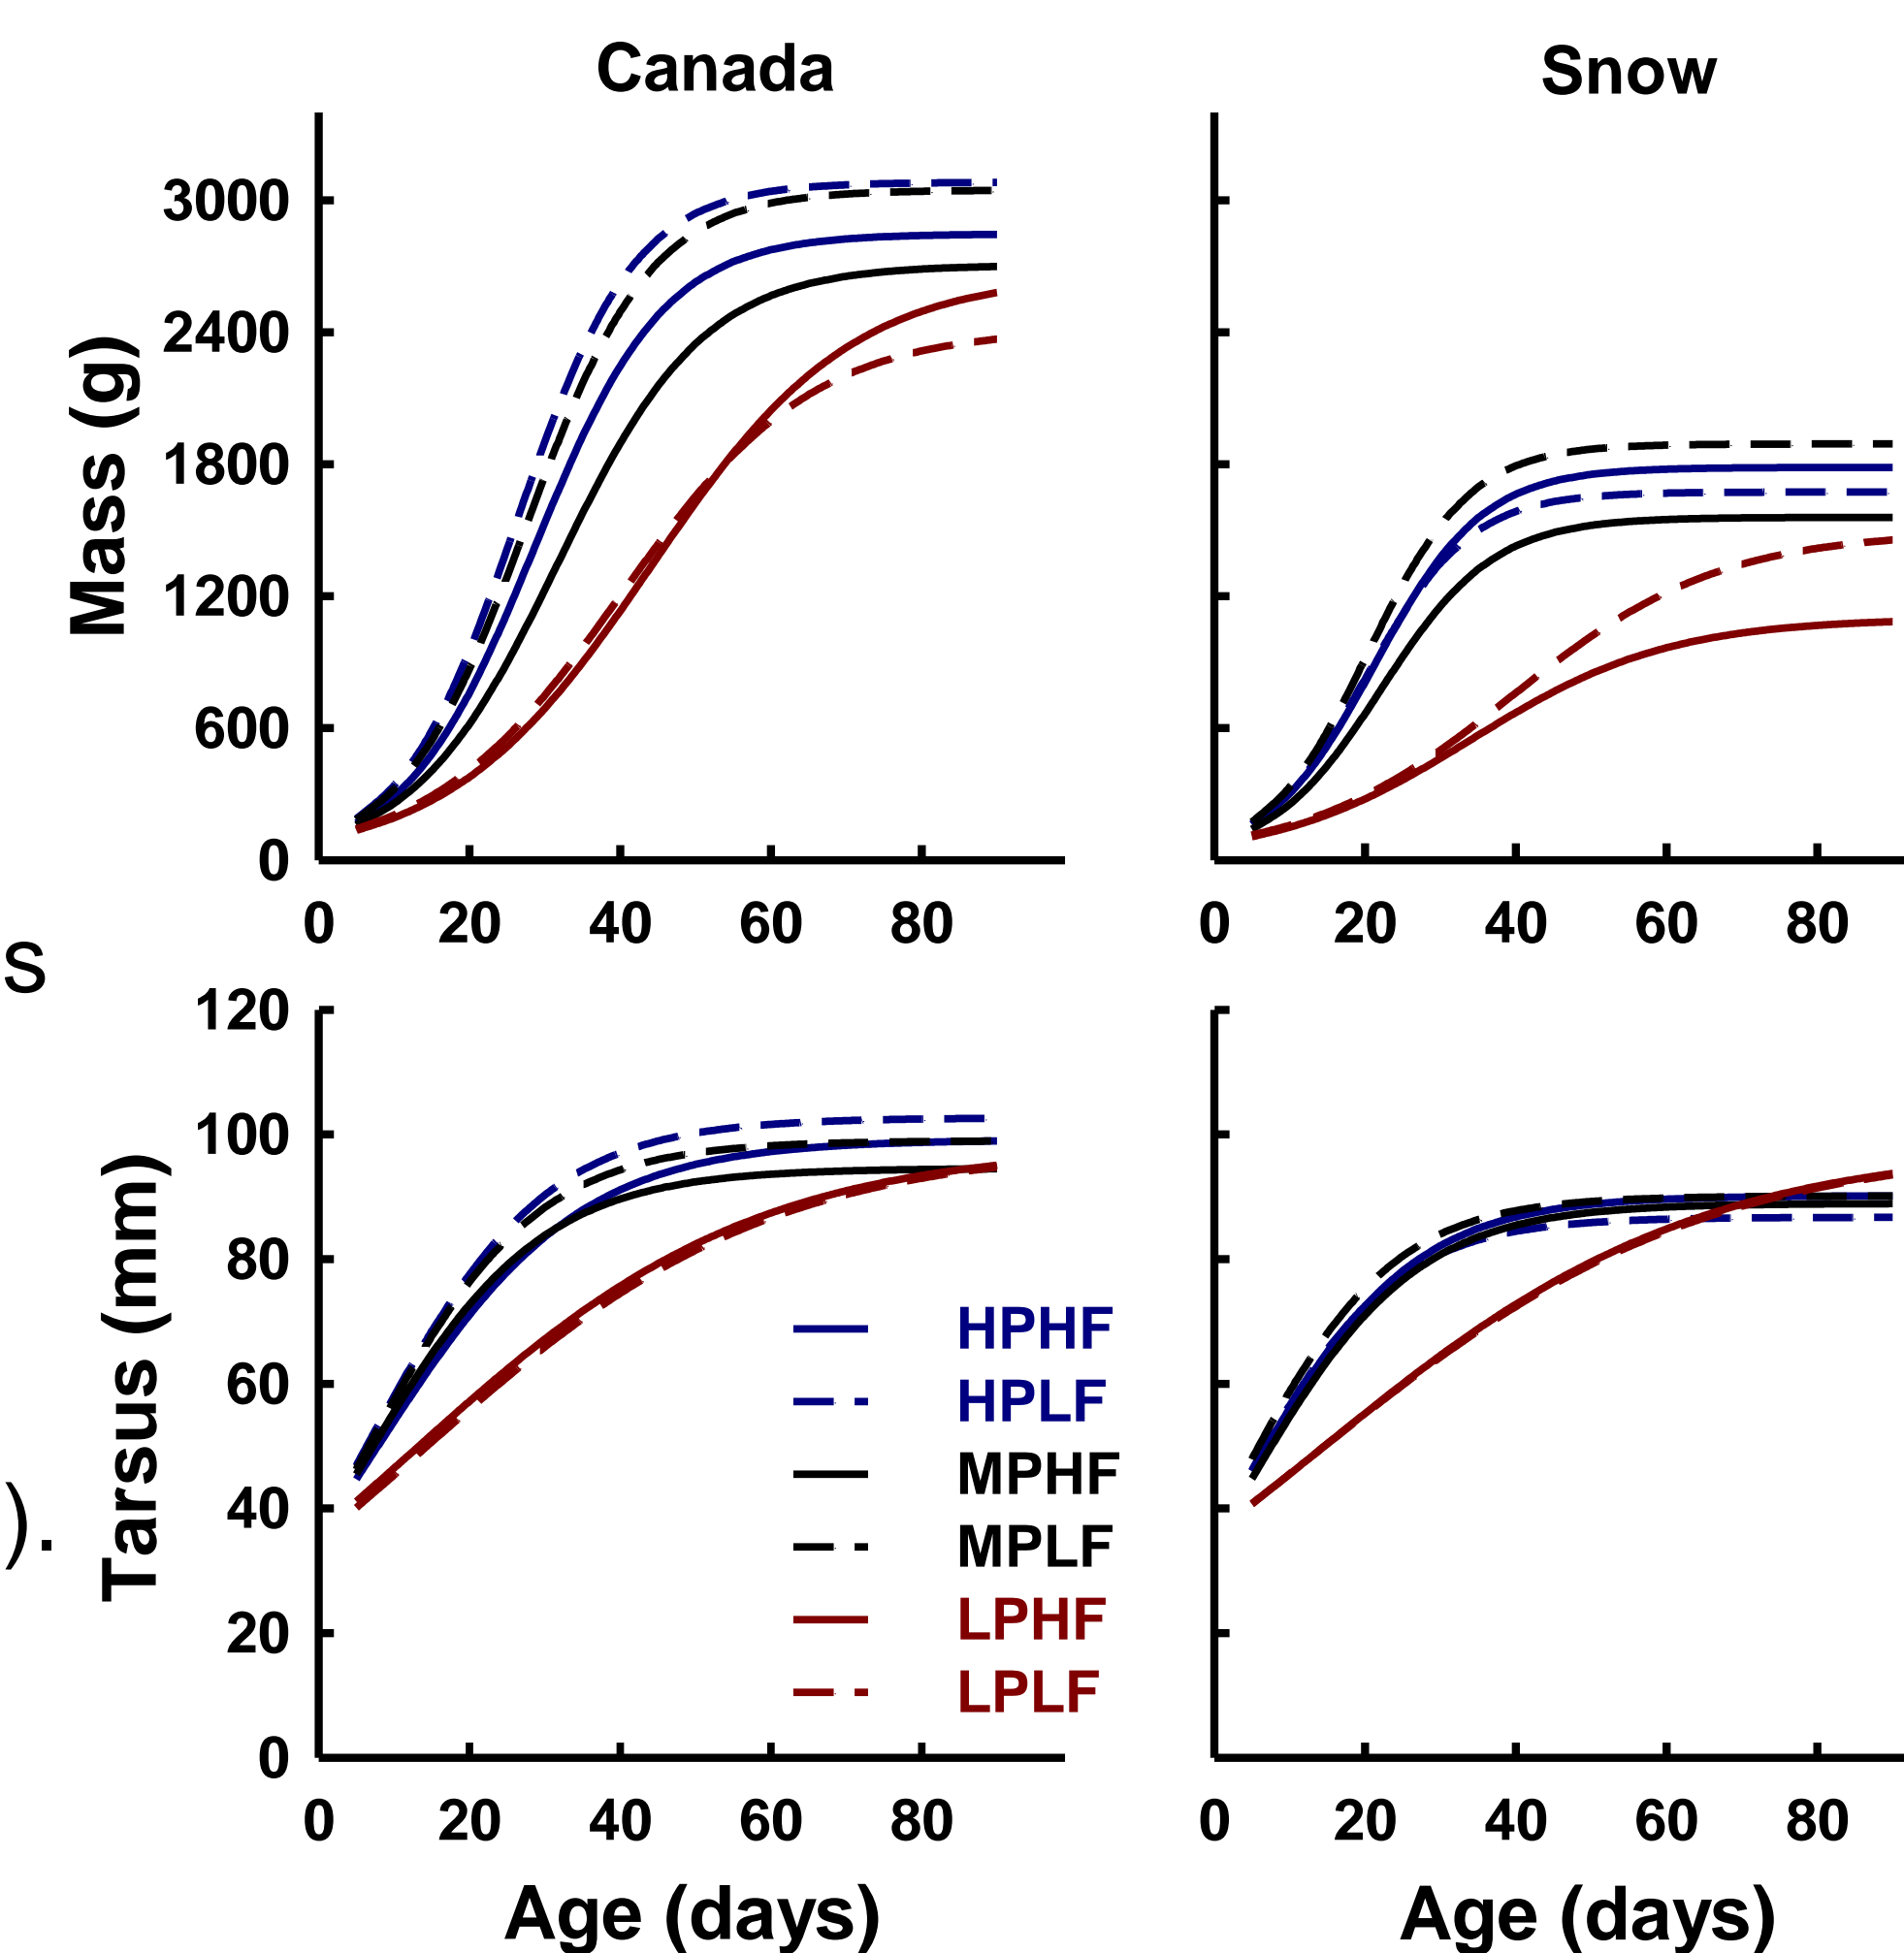 Canada
Snow
3000
2400
1800
1200
600
0
Mass (g)
0 20 40 60 80
0 20 40 60 80
s
120
100
80
60
40
20
0
Tarsus (mm)
).
HPHF
HPLF
MPHF
MPLF
LPHF
LPLF
0 20 40 60 80
0 20 40 60 80
Age (days)
Age (days)